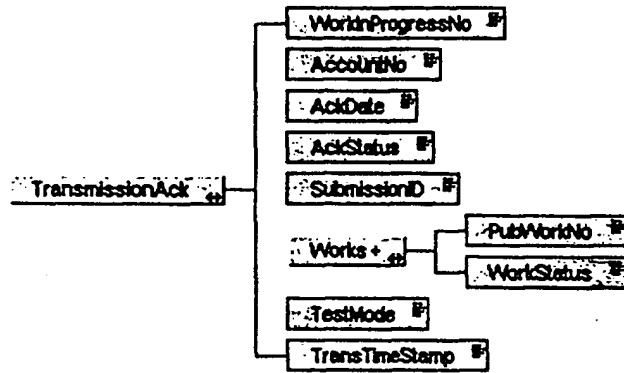 WorkInProgressNo
AccountNo
AckDate
AckStatus
TransmissionAck
SubmissionID
PubWorkNo
Works +
WorkStatus
TestMode
TransTimeStamp